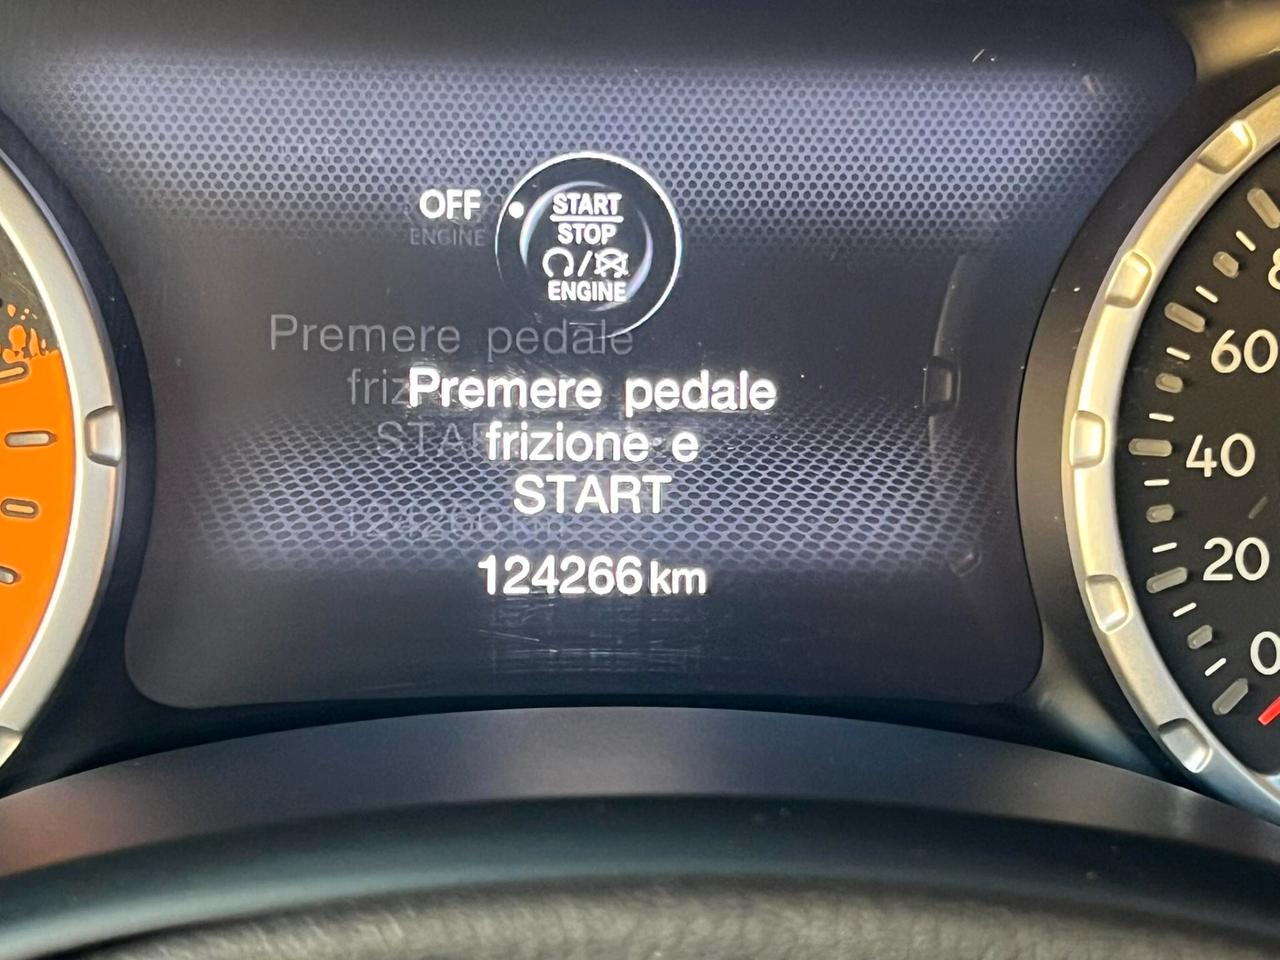 OFF
ENGINE
START
STOP
ENGINE
Premere pedale
frizione e
START
124266 km
60
40
20
0